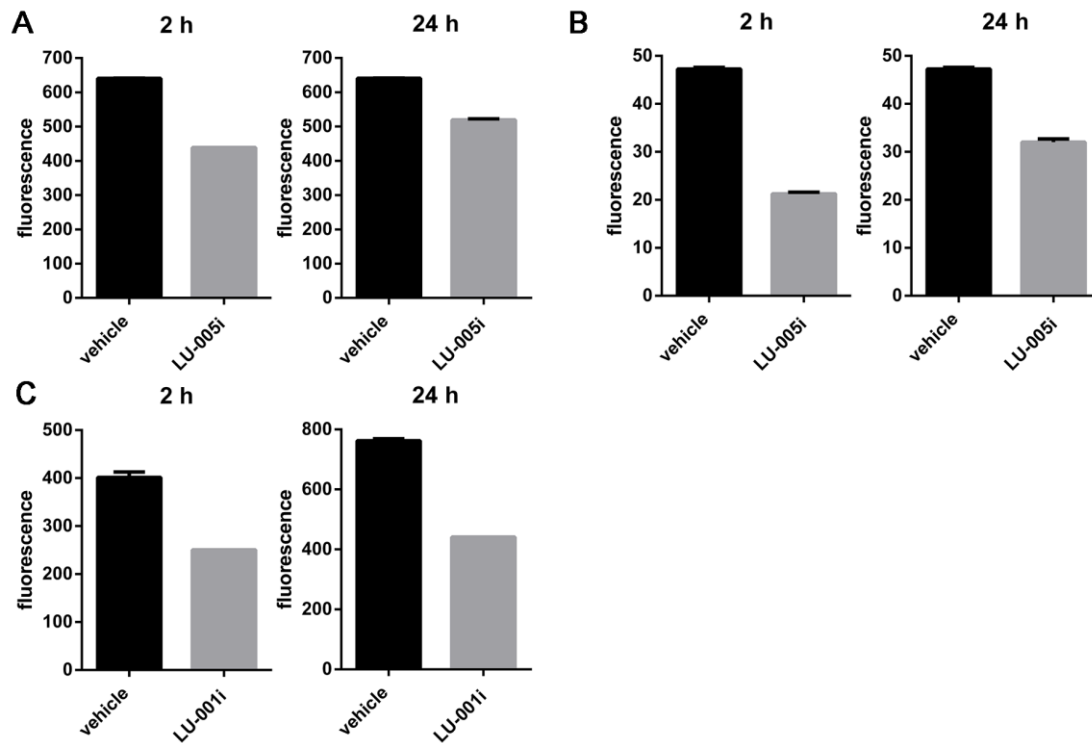 A
2 h
fluorescence
700
600
500
400
300
200
100
0
vehicle
LU-005i
24 h
fluorescence
700
600
500
400
300
200
100
0
vehicle
LU-005i
B
2 h
fluorescence
50
40
30
20
10
0
vehicle
LU-005i
24 h
fluorescence
50
40
30
20
10
0
vehicle
LU-005i
C
2 h
fluorescence
500
400
300
200
100
0
vehicle
LU-001i
24 h
fluorescence
800
600
400
200
0
vehicle
LU-001i